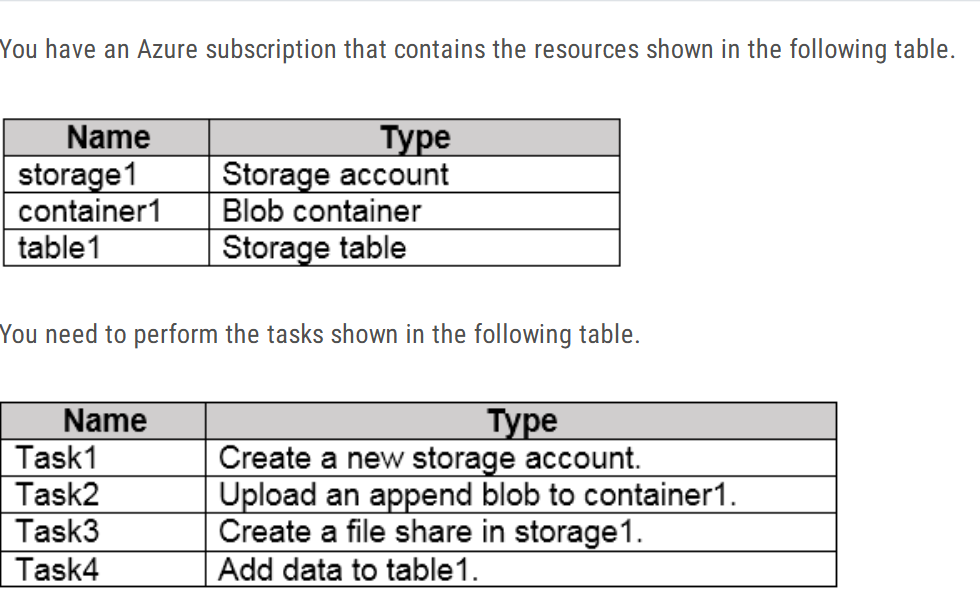 You have an Azure subscription that contains the resources shown in the following table.
Name Type
storage1 Storage account
container1 Blob container
table1 Storage table
You need to perform the tasks shown in the following table.
Name Type
Task1 Create a new storage account.
Task2 Upload an append blob to container1.
Task3 Create a file share in storage1.
Task4 Add data to table1.